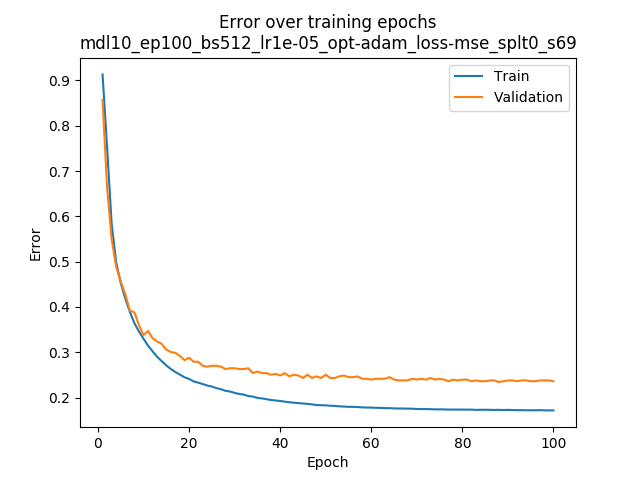 Error over training epochs
mdl10_ep100_bs512_lr1e-05_opt-adam_loss-mse_splt0_s69
Train
Validation
0.9
0.8
0.7
0.6
0.5
0.4
0.3
0.2
Error
0
20
40
60
80
100
Epoch